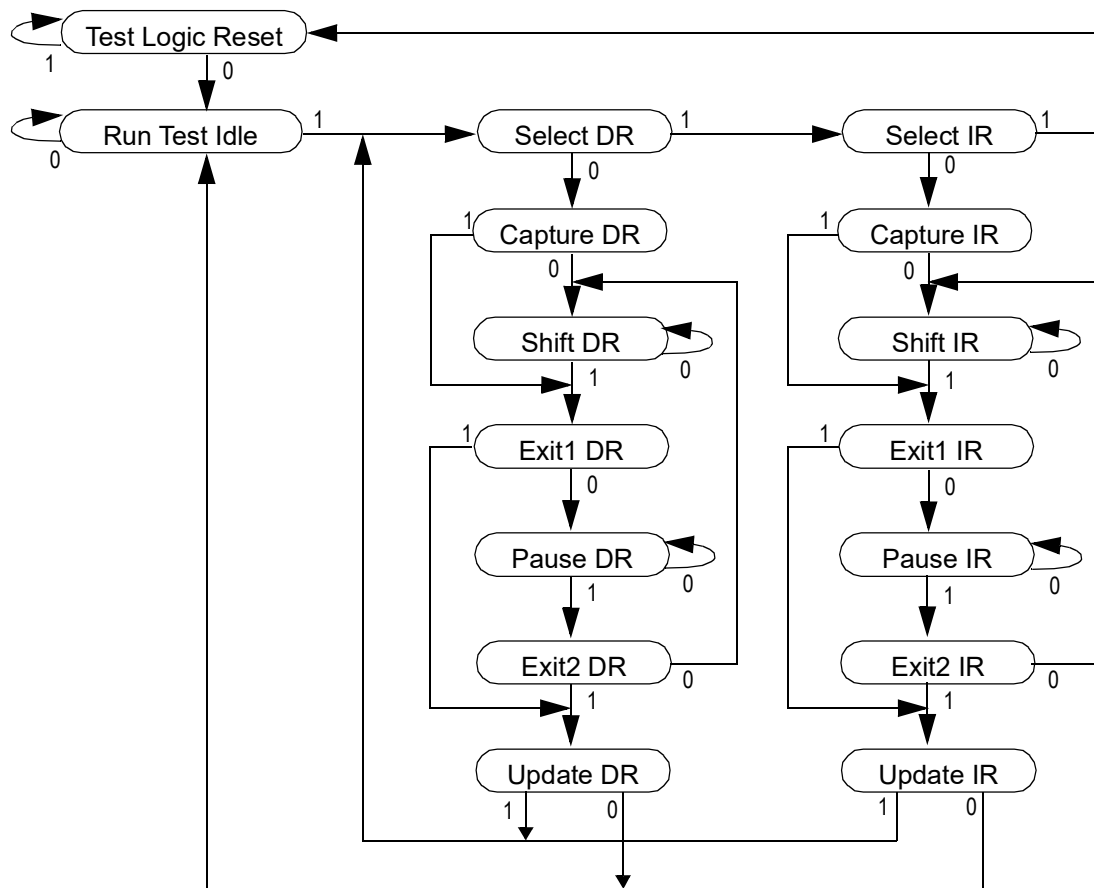 Test Logic Reset
1
0
Run Test Idle
1
Select DR
1
Select IR
1
0
0
0
1
Capture DR
1
Capture IR
0
0
Shift DR
0
Shift IR
0
1
1
1
Exit1 DR
1
Exit1 IR
0
0
Pause DR
0
Pause IR
0
1
1
Exit2 DR
0
Exit2 IR
0
1
1
Update DR
Update IR
1
0
1
0